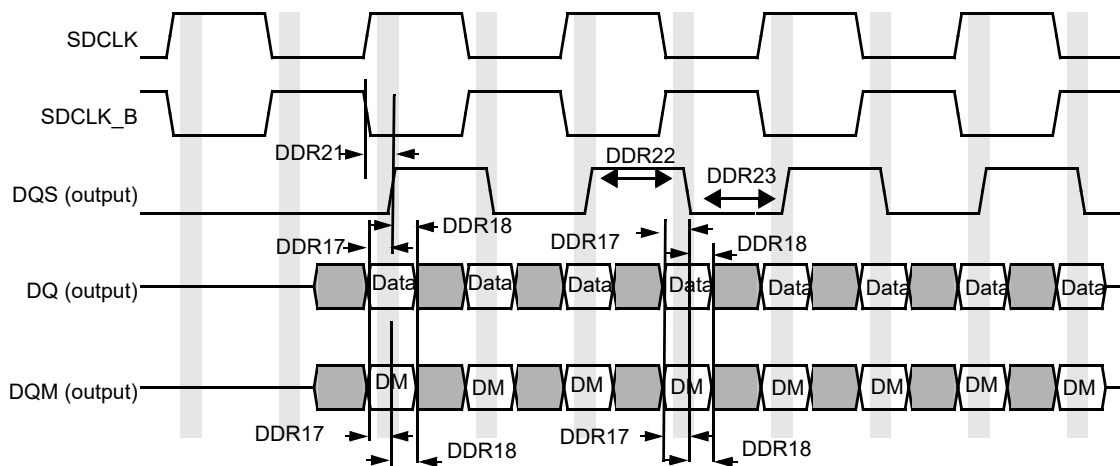 SDCLK
SDCLK_B
DDR21
DDR22
DQS (output)
DDR23
DDR18
DDR17
DDR17
DDR18
DQ (output)
Data
Data
Data
Data
Data
Data
Data
Data
DQM (output)
DM
DM
DM
DM
DM
DM
DM
DM
DDR17
DDR17
DDR18
DDR18